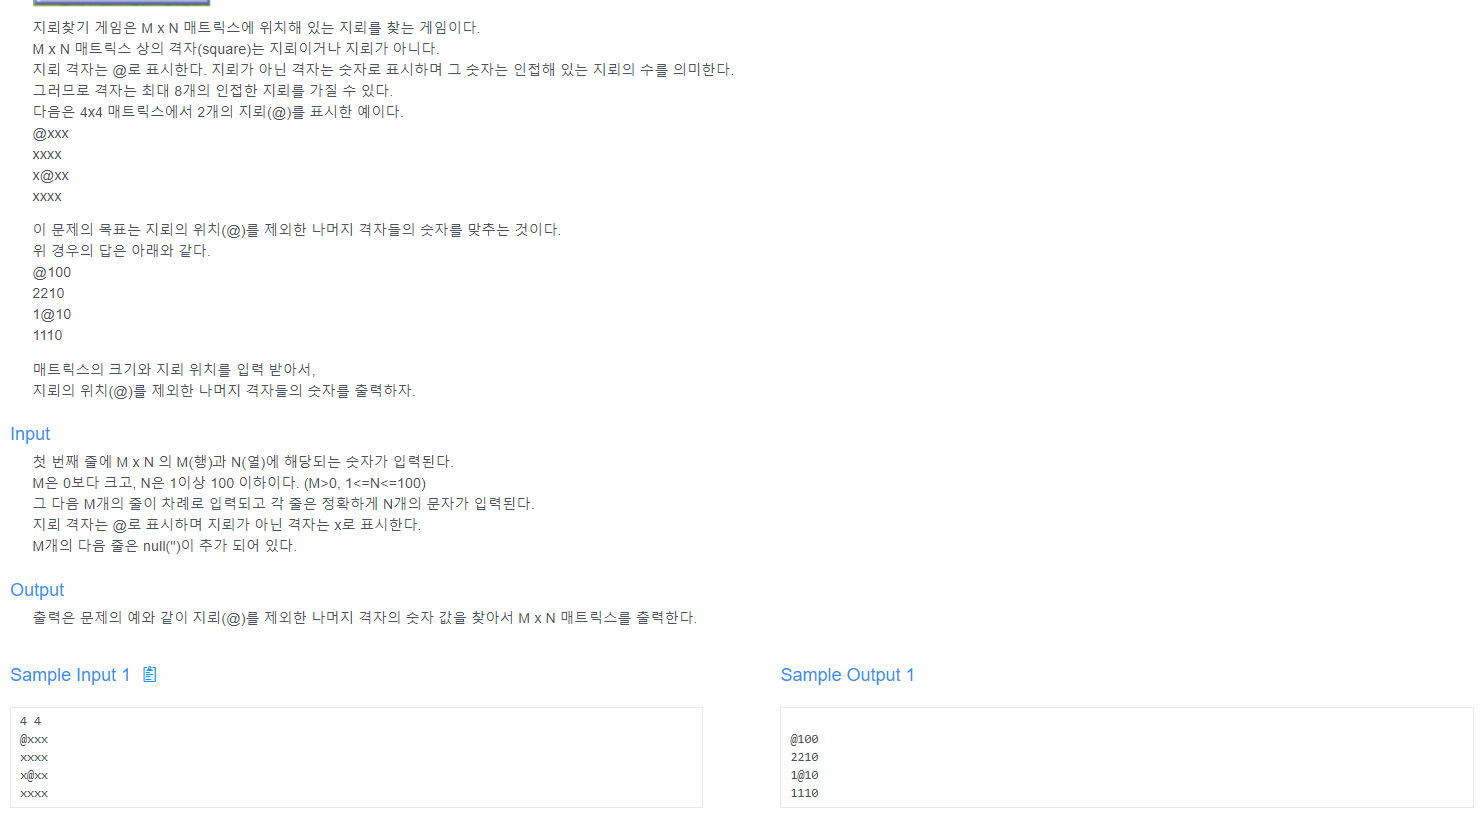 지뢰찾기 게임은 M x N 매트릭스에 위치해 있는 지뢰를 찾는 게임이다.
M x N 매트릭스 상의 격자(square)는 지뢰이거나 지뢰가 아니다.
지뢰 격자는 @로 표시한다. 지뢰가 아닌 격자는 숫자로 표시하며 그 숫자는 인접해 있는 지뢰의 수를 의미한다.
그러므로 격자는 최대 8개의 인접한 지뢰를 가질 수 있다.
다음은 4x4 매트릭스에서 2개의 지뢰(@)를 표시한 예이다.
@xxx
xxxx
x@xx
xxxx
이 문제의 목표는 지뢰의 위치(@)를 제외한 나머지 격자들의 숫자를 맞추는 것이다.
위 경우의 답은 아래와 같다.
@100
2210
1@10
1110
매트릭스의 크기와 지뢰 위치를 입력 받아서,
지뢰의 위치(@)를 제외한 나머지 격자들의 숫자를 출력하자.
Input
첫 번째 줄에 M x N 의 M(행)과 N(열)에 해당되는 숫자가 입력된다.
M은 0보다 크고, N은 1이상 100 이하이다. (M>0, 1<=N<=100)
그 다음 M개의 줄이 차례로 입력되고 각 줄은 정확하게 N개의 문자가 입력된다.
지뢰 격자는 @로 표시하며 지뢰가 아닌 격자는 x로 표시한다.
M개의 다음 줄은 null('')이 추가 되어 있다.
Output
출력은 문제의 예와 같이 지뢰(@)를 제외한 나머지 격자의 숫자 값을 찾아서 M x N 매트릭스를 출력한다.
Sample Input 1
4 4
@xxx
xxxx
x@xx
xxxx
Sample Output 1
@100
2210
1@10
1110